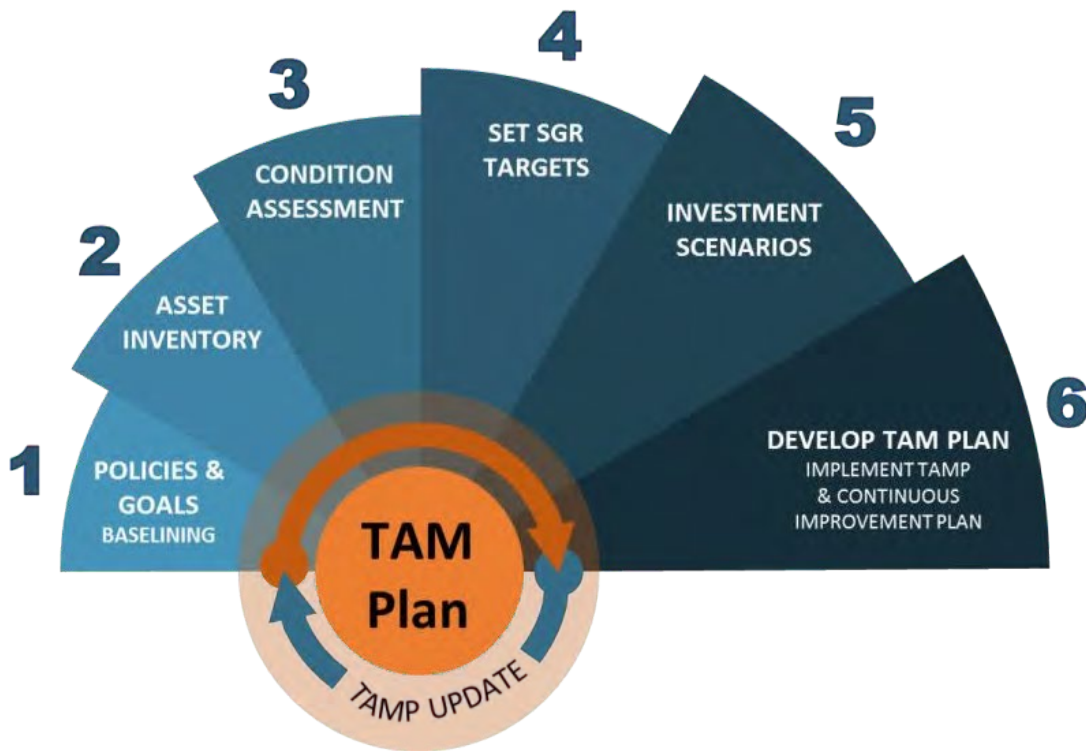 1
POLICIES &
GOALS
BASELINING
2
ASSET
INVENTORY
3
CONDITION
ASSESSMENT
4
SET SGR
TARGETS
5
INVESTMENT
SCENARIOS
6
DEVELOP TAM PLAN
IMPLEMENT TAMP
& CONTINUOUS
IMPROVEMENT PLAN
TAM
Plan
TAMP UPDATE